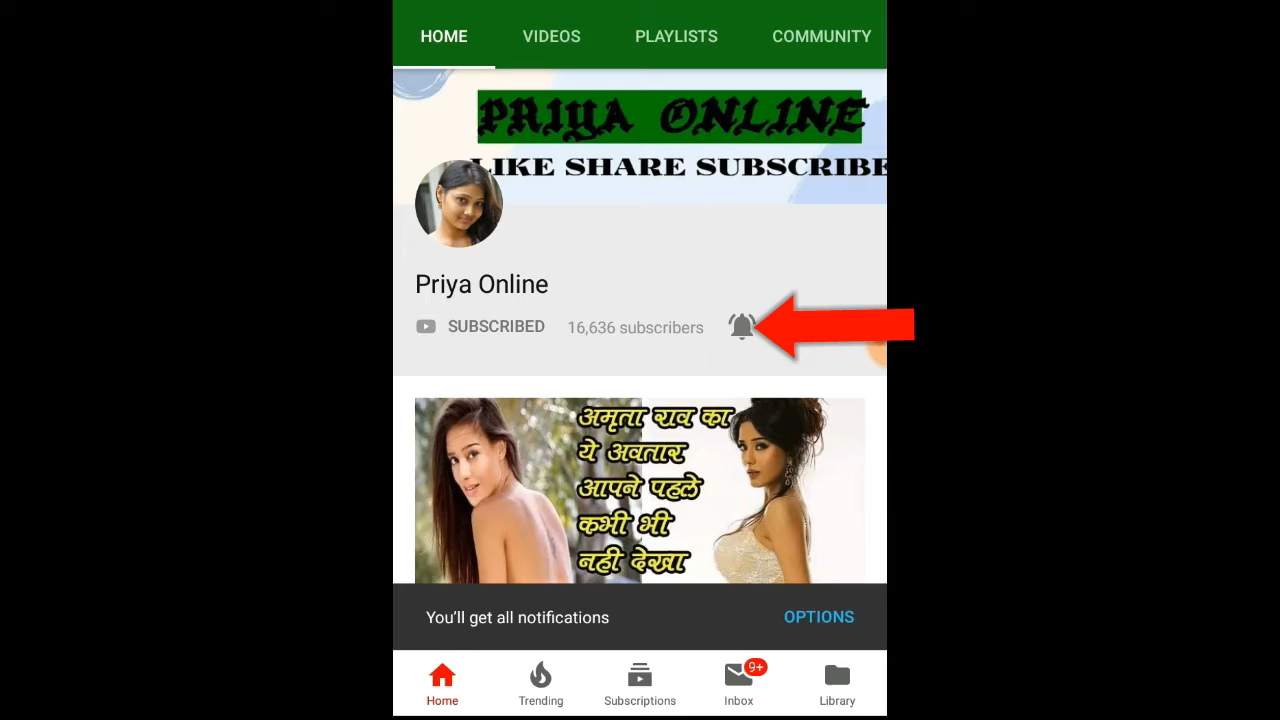 HOME VIDEOS PLAYLISTS COMMUNITY
PRIYA ONLINE
LIKE SHARE SUBSCRIBE
Priya Online
SUBSCRIBED 16,636 subscribers
अमृता राव का
ये अवतार
आपने पहले
कभी भी
नही देखा
You'll get all notifications OPTIONS
9+
Home Trending Subscriptions Inbox Library